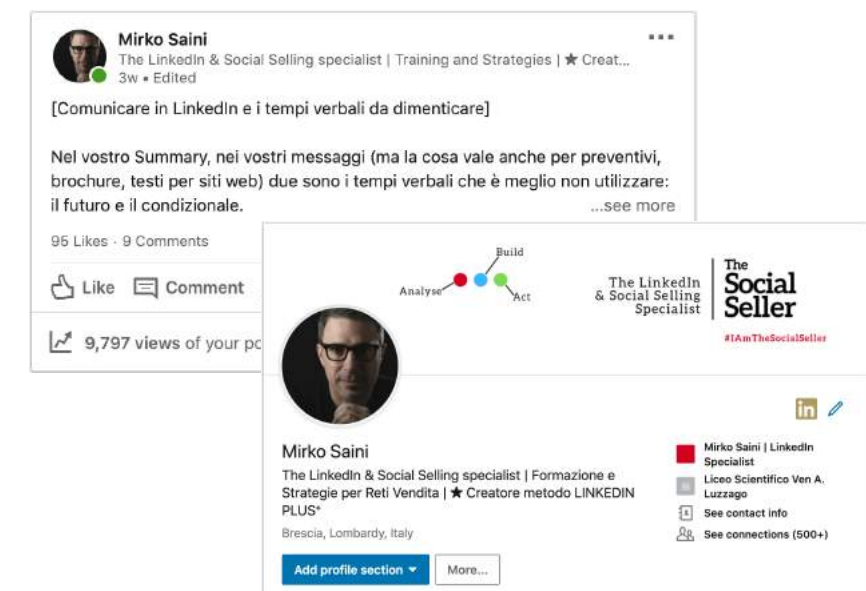 Mirko Saini
The LinkedIn & Social Selling specialist | Training and Strategies | ★ Creat...
3w • Edited
[Comunicare in LinkedIn e i tempi verbali da dimenticare]
Nel vostro Summary, nei vostri messaggi (ma la cosa vale anche per preventivi,
brochure, testi per siti web) due sono i tempi verbali che è meglio non utilizzare:
il futuro e il condizionale.
...see more
95 Likes · 9 Comments
Like Comment
9,797 views of your po
Build
Analyse
Act
The LinkedIn
& Social Selling
Specialist
The
Social
Seller
#IAmTheSocialSeller
in
Mirko Saini
The LinkedIn & Social Selling specialist | Formazione e
Strategie per Reti Vendita | ★ Creatore metodo LINKEDIN
PLUS+
Brescia, Lombardy, Italy
Add profile section More...
Mirko Saini | LinkedIn
Specialist
Liceo Scientifico Ven A.
Luzzago
See contact info
See connections (500+)